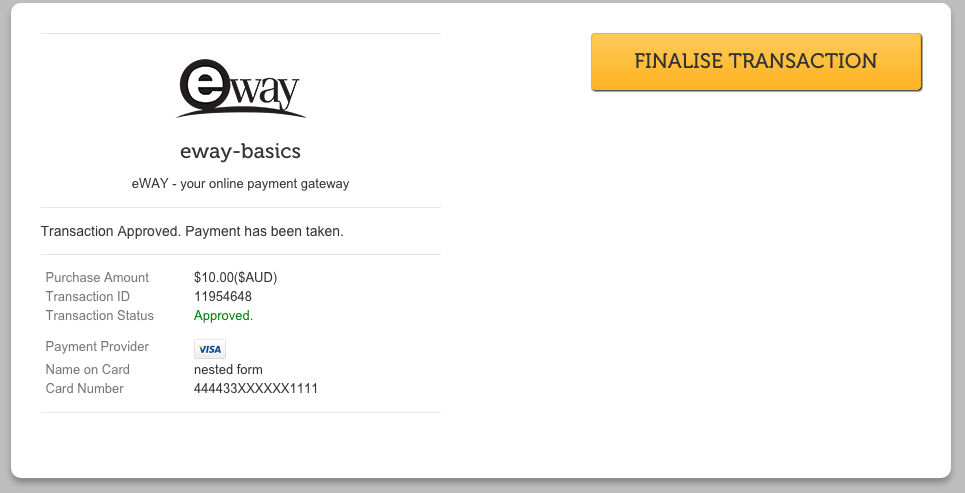 eway
FINALISE TRANSACTION
eway-basics
eWAY - your online payment gateway
Transaction Approved. Payment has been taken.
Purchase Amount $10.00($AUD)
Transaction ID 11954648
Transaction Status Approved.
Payment Provider VISA
Name on Card nested form
Card Number 444433XXXXXX1111